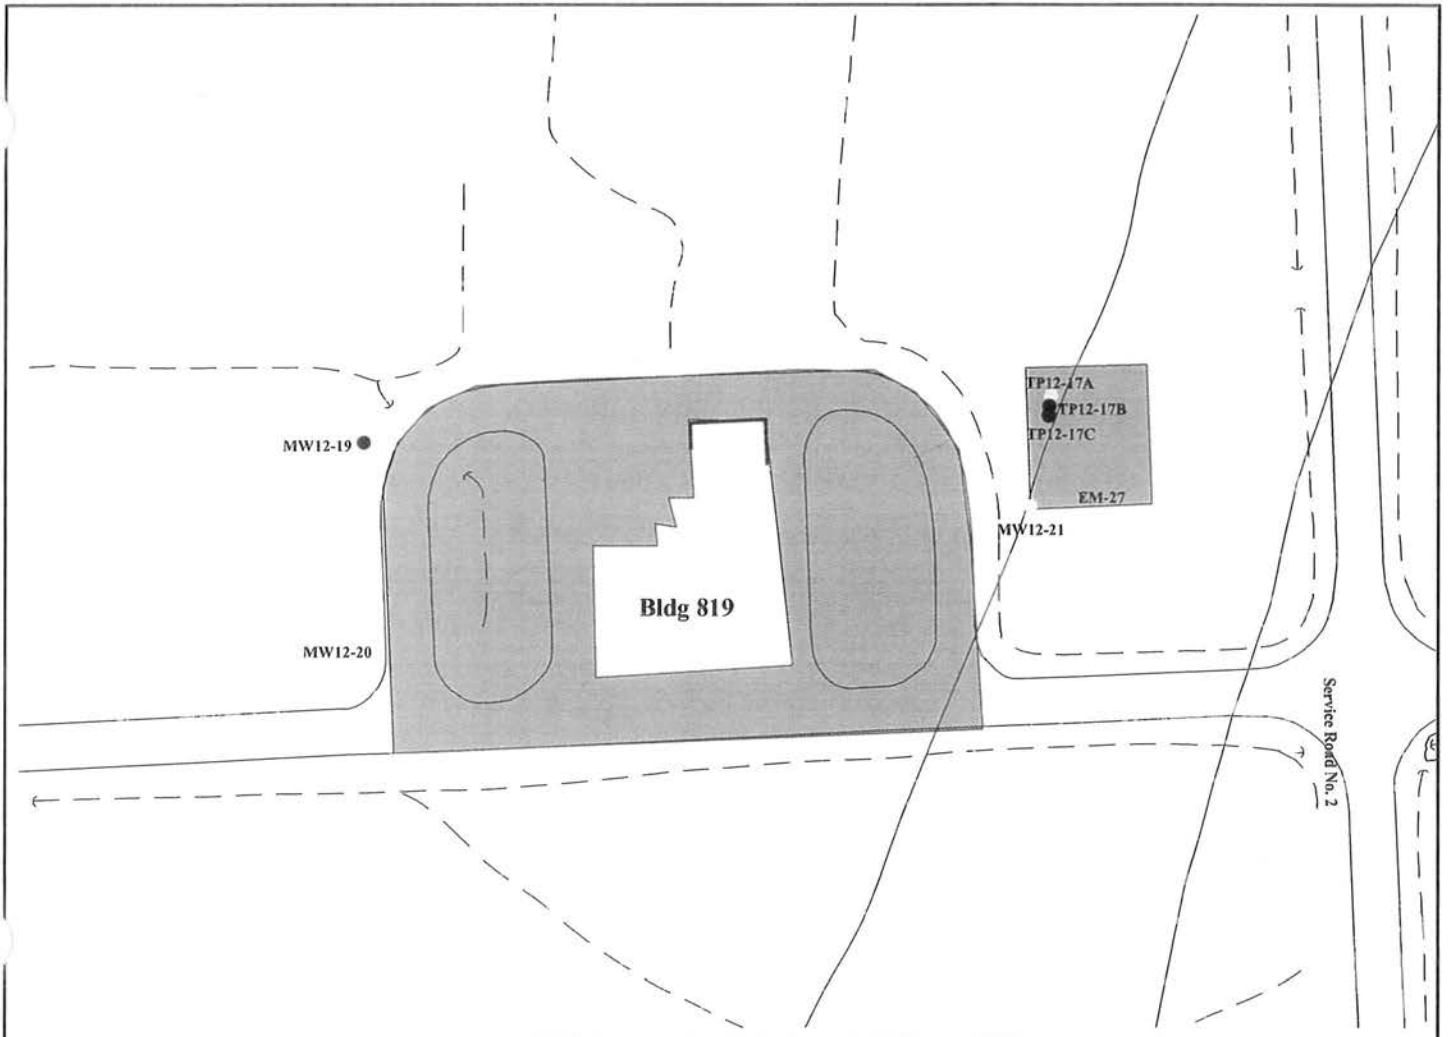 TP12-17A
TP12-17B
TP12-17C
MW12-19
EM-27
MW12-21
Bldg 819
MW12-20
Service Road No. 2